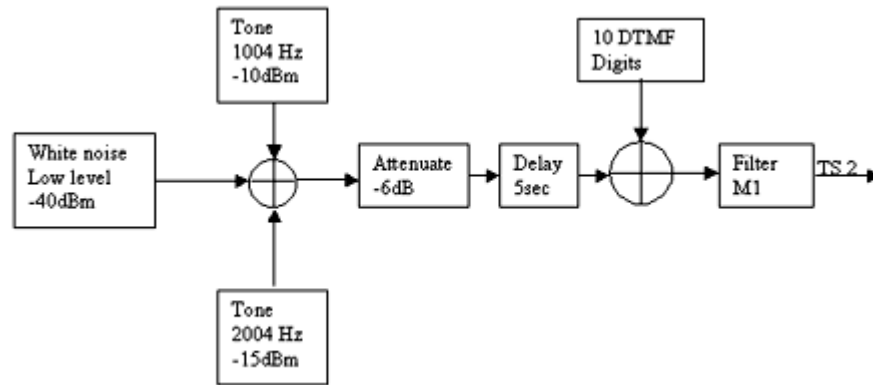 Tone
1004 Hz
-10dBm
10 DTMF
Digits
White noise
Low level
-40dBm
Attenuate
-6dB
Delay
5sec
Filter
M1
TS 2
Tone
2004 Hz
-15dBm